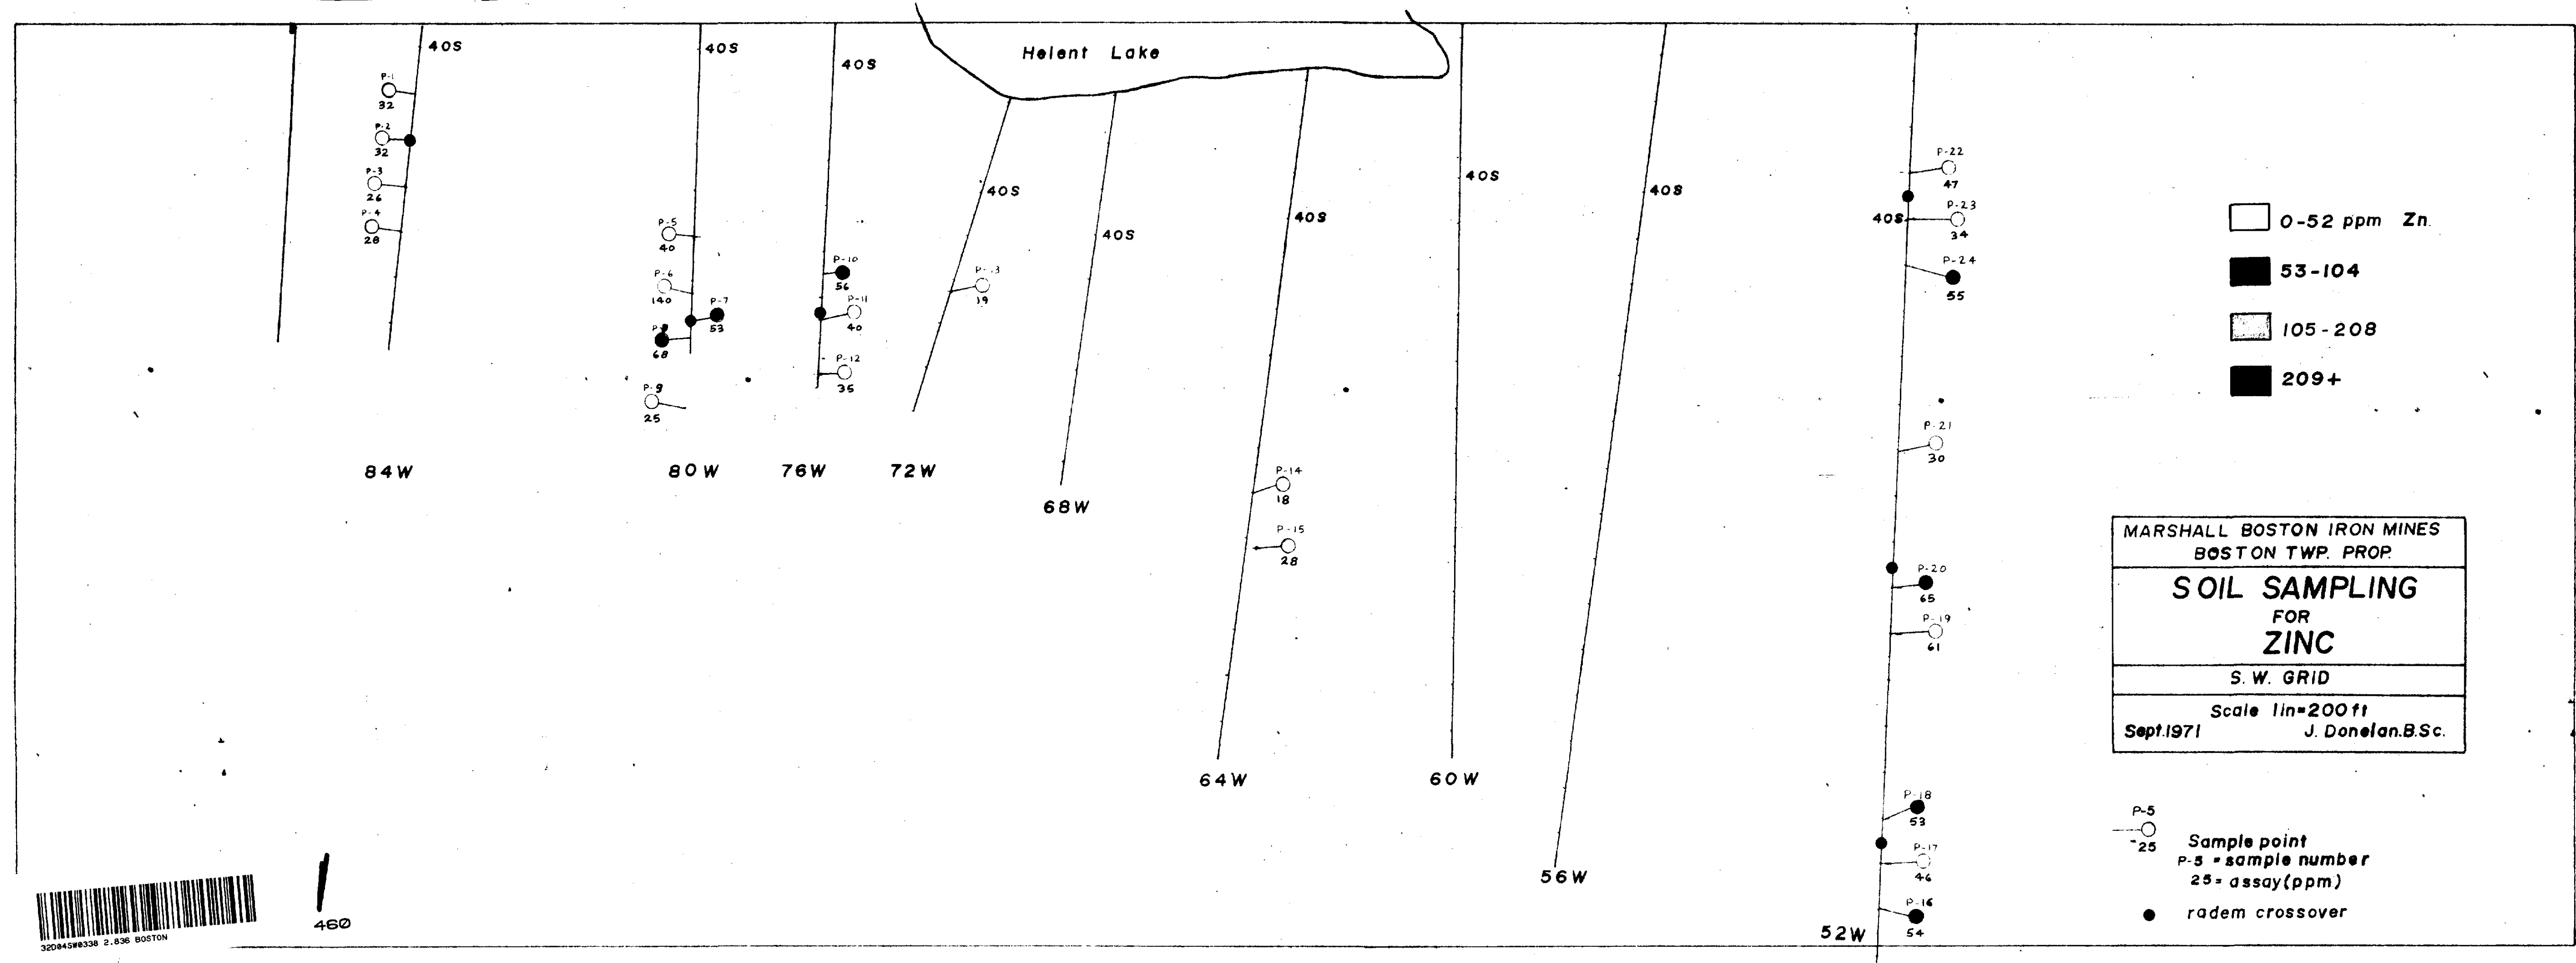 Helent Lake
40S
40S
40S
40S
40S
40S
40S
40S
40S
P-1
32
P-2
32
P-3
26
P-4
28
P-5
40
P-6
140
P-7
53
68
P-9
25
P-10
56
P-11
40
P-12
35
P-13
19
P-14
18
P-15
28
P-22
47
P-23
34
P-24
55
P-21
30
P-20
65
P-19
61
P-18
53
P-17
46
P-16
54
84W
80W
76W
72W
68W
64W
60W
56W
52W
0-52 ppm Zn.
53-104
105-208
209+
MARSHALL BOSTON IRON MINES
BOSTON TWP. PROP.
SOIL SAMPLING
FOR
ZINC
S. W. GRID
Scale 1in=200ft
Sept.1971 J. Donelan.B.Sc.
P-5
25
Sample point
P-5 = sample number
25 = assay(ppm)
radem crossover
32D04SW0338 2.836 BOSTON
460